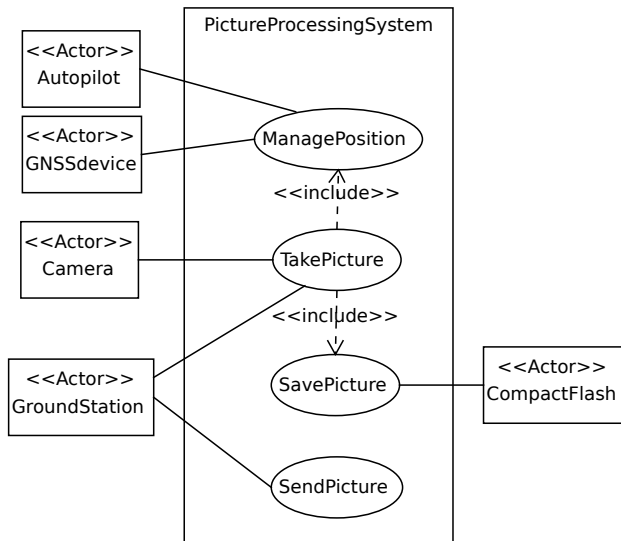 PictureProcessingSystem
<<Actor>>
Autopilot
<<Actor>>
GNSSdevice
ManagePosition
<<include>>
<<Actor>>
Camera
TakePicture
<<include>>
<<Actor>>
GroundStation
SavePicture
<<Actor>>
CompactFlash
SendPicture